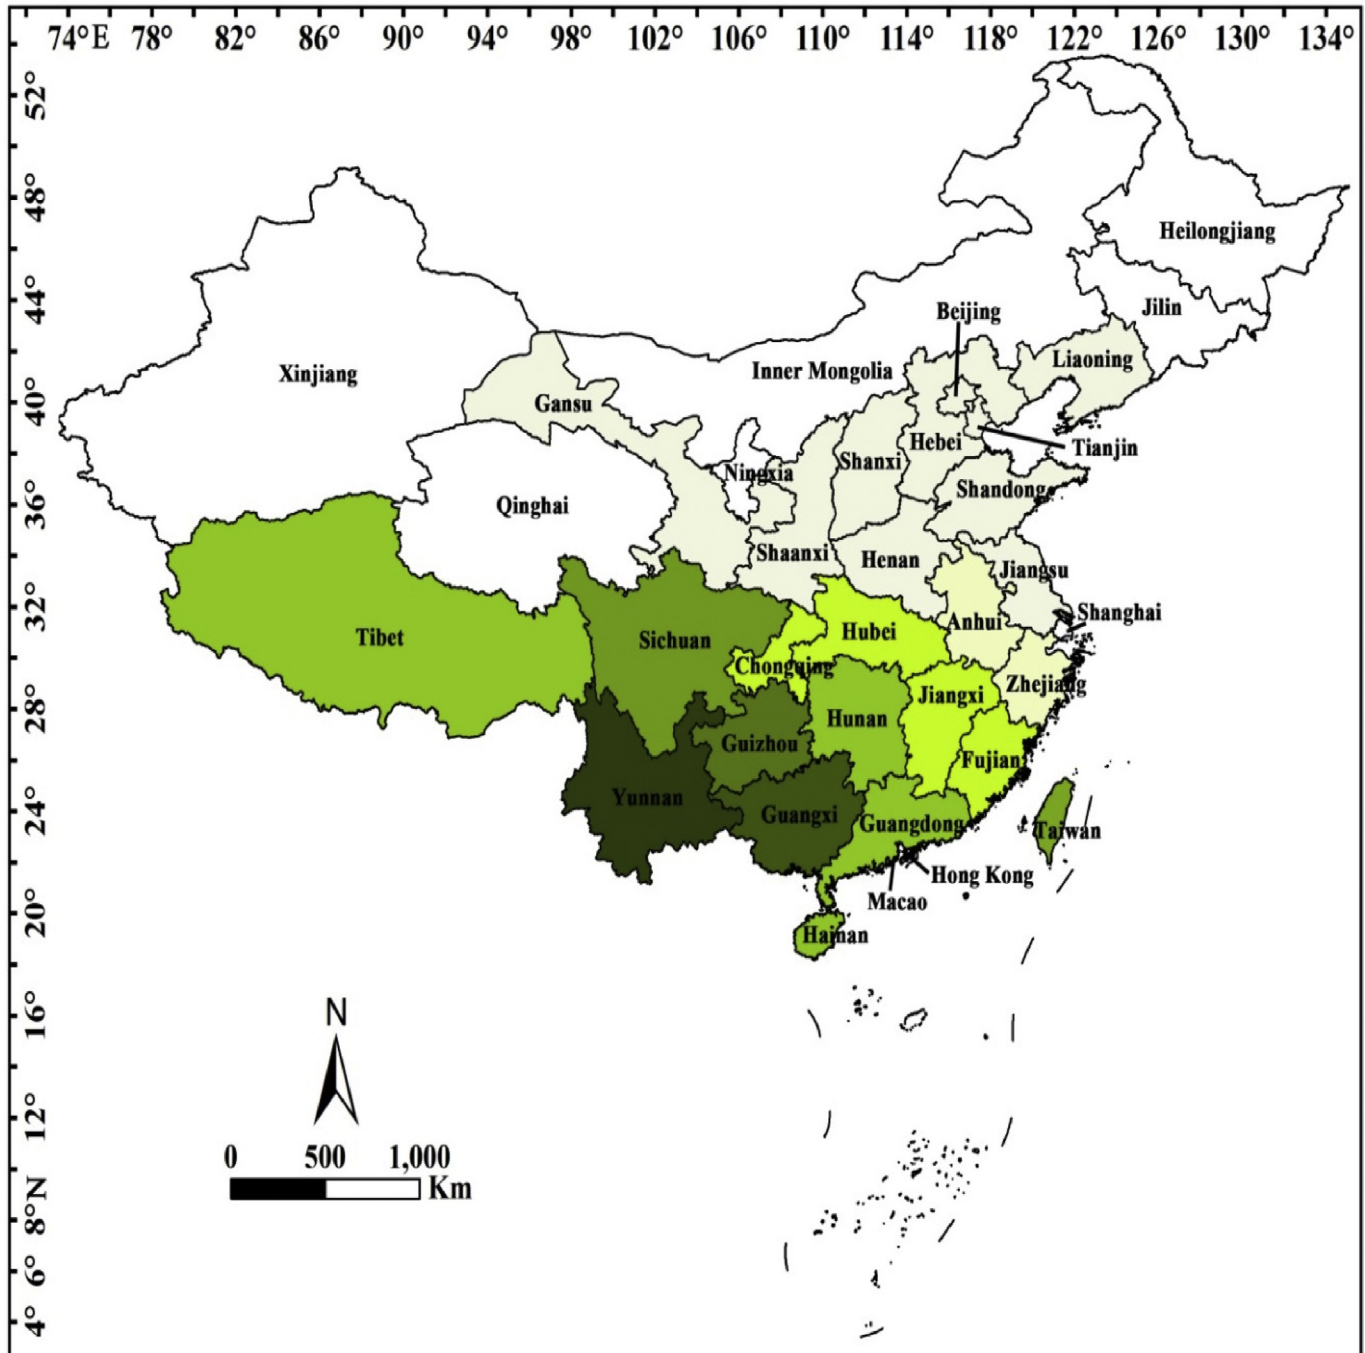 74°E 78° 82° 86° 90° 94° 98° 102° 106° 110° 114° 118° 122° 126° 130° 134°
52°
48°
44°
40°
36°
32°
28°
24°
20°
16°
12°
8°N
6°
4°
Heilongjiang
Jilin
Beijing
Liaoning
Inner Mongolia
Xinjiang
Gansu
Hebei
Tianjin
Shanxi
Ningxia
Shandong
Qinghai
Shaanxi
Henan
Jiangsu
Shanghai
Anhui
Hubei
Tibet
Sichuan
Chongqing
Zhejiang
Jiangxi
Hunan
Guizhou
Fujian
Yunnan
Guangxi
Guangdong
Taiwan
Hong Kong
Macao
Hainan
N
0 500 1,000
Km